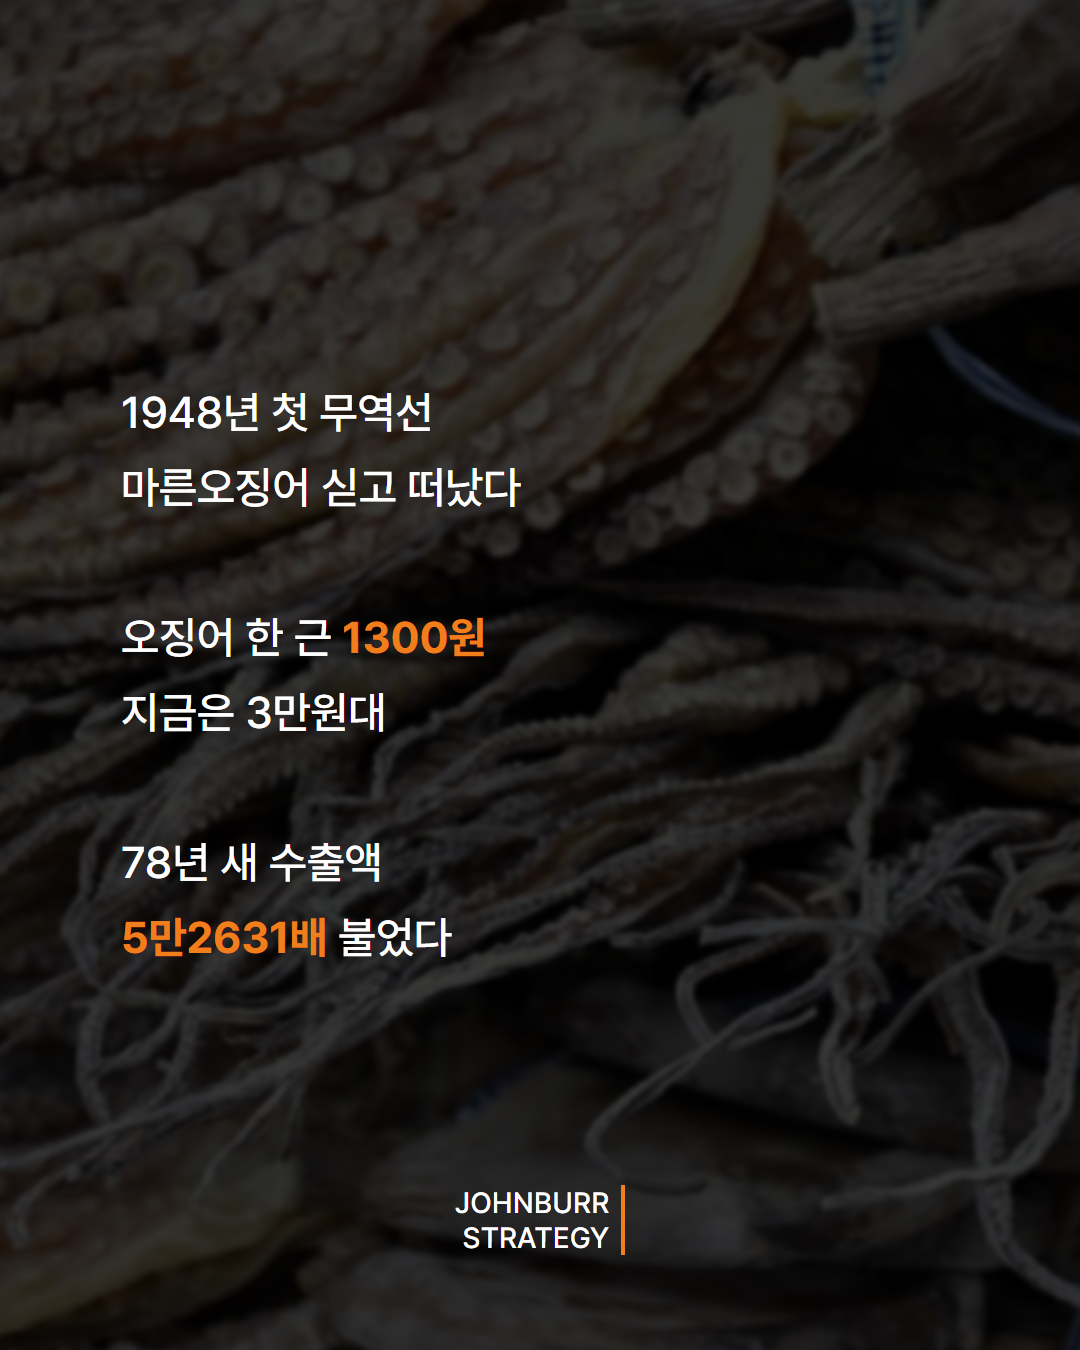 1948년 첫 무역선
마른오징어 싣고 떠났다
오징어 한 근 1300원
지금은 3만원대
78년 새 수출액
5만2631배 불었다
JOHNBURR
STRATEGY